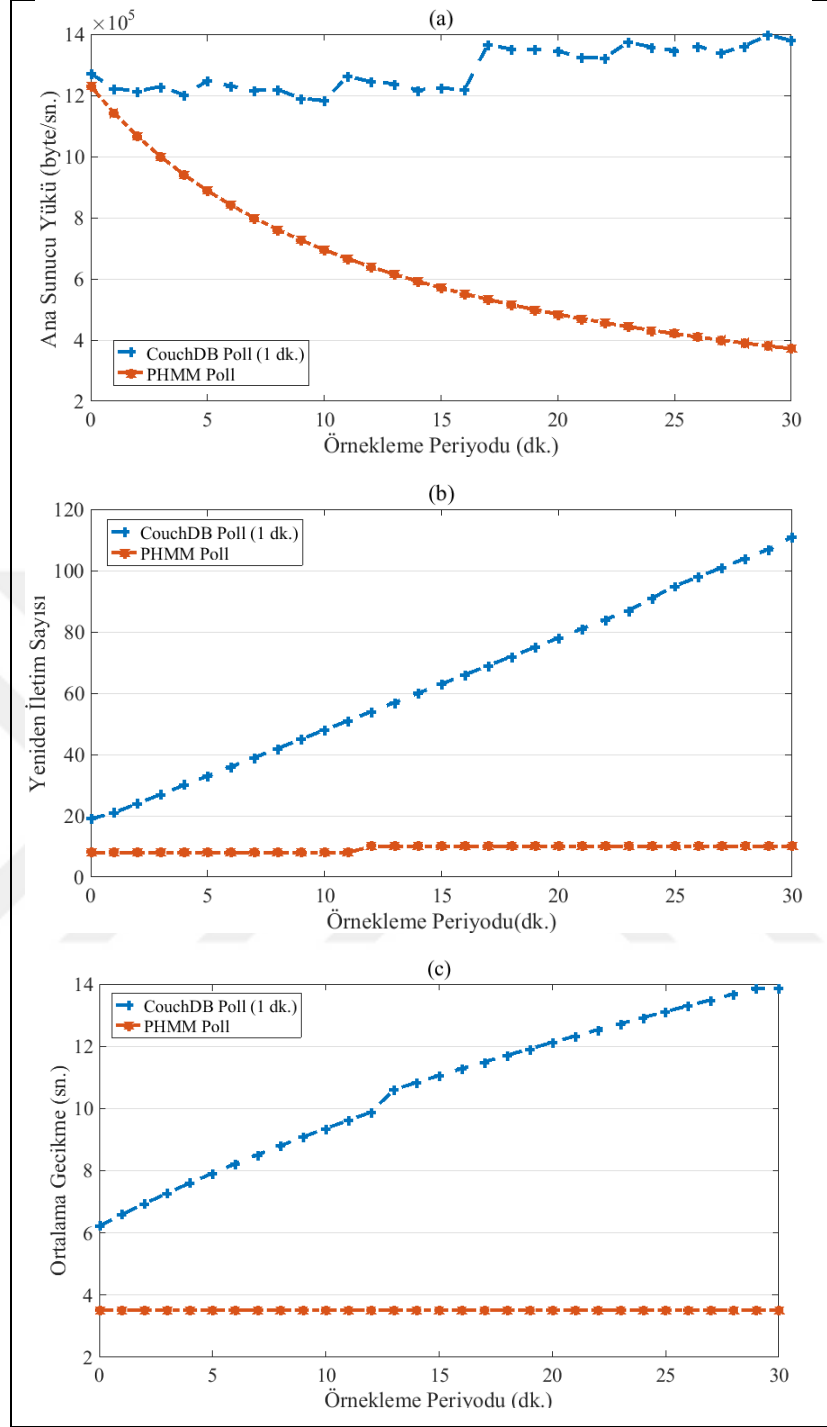 (a)
×10⁵
14
12
10
8
6
4
2
Ana Sunucu Yükü (byte/sn.)
CouchDB Poll (1 dk.)
PHMM Poll
0 5 10 15 20 25 30
Örnekleme Periyodu (dk.)
(b)
120
100
80
60
40
20
0
Yeniden İletim Sayısı
CouchDB Poll (1 dk.)
PHMM Poll
0 5 10 15 20 25 30
Örnekleme Periyodu(dk.)
(c)
14
12
10
8
6
4
2
Ortalama Gecikme (sn.)
CouchDB Poll (1 dk.)
PHMM Poll
0 5 10 15 20 25 30
Örnekleme Periyodu (dk.)